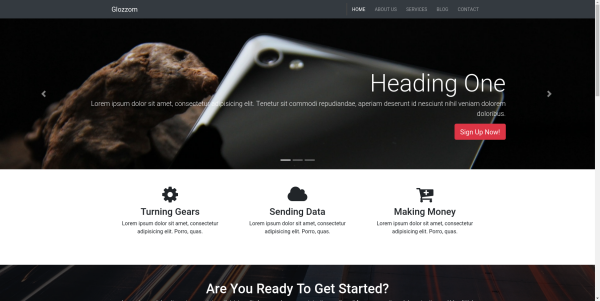 Glozzom
HOME ABOUT US SERVICES BLOG CONTACT
Heading One
Lorem ipsum dolor sit amet, consectetur adipisicing elit. Tenetur sit commodi repudiandae, aperiam deserunt id nesciunt nihil veniam dolorem
doloribus.
Sign Up Now!
Turning Gears
Lorem ipsum dolor sit amet, consectetur
adipisicing elit. Porro, quas.
Sending Data
Lorem ipsum dolor sit amet, consectetur
adipisicing elit. Porro, quas.
Making Money
Lorem ipsum dolor sit amet, consectetur
adipisicing elit. Porro, quas.
Are You Ready To Get Started?